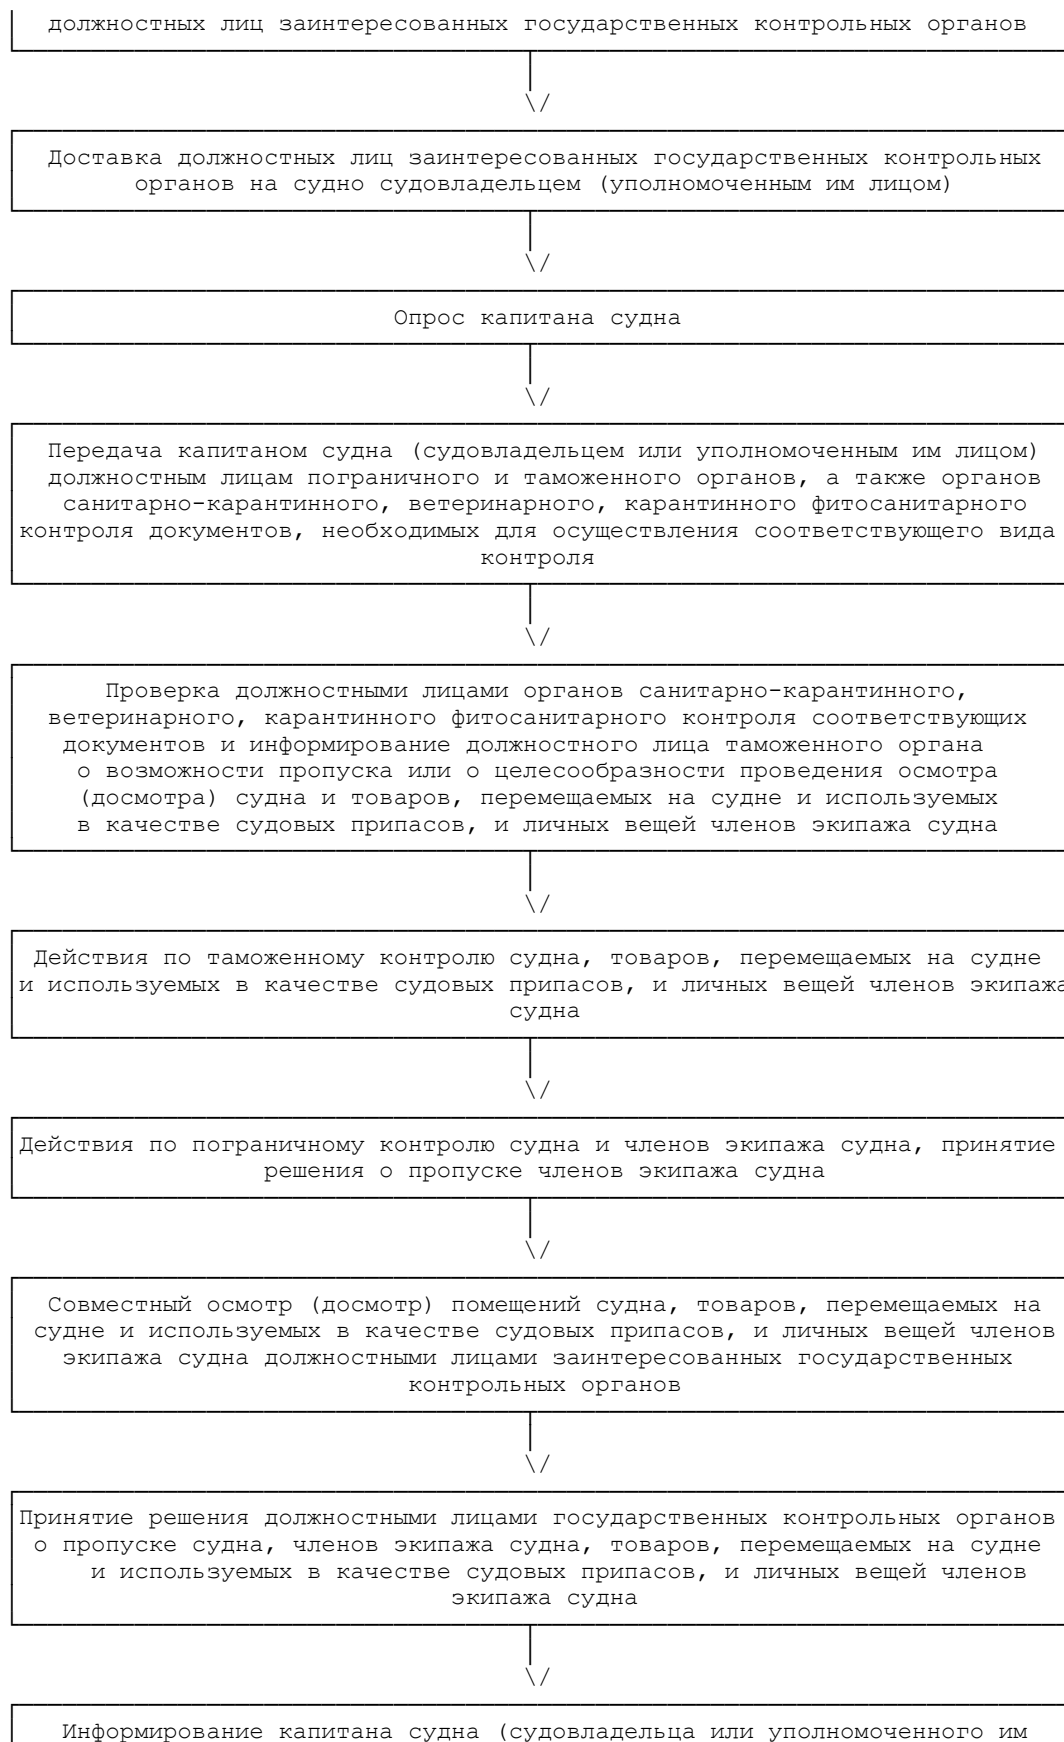 должностных лиц заинтересованных государственных контрольных органов
\/
Доставка должностных лиц заинтересованных государственных контрольных
органов на судно судовладельцем (уполномоченным им лицом)
\/
Опрос капитана судна
\/
Передача капитаном судна (судовладельцем или уполномоченным им лицом)
должностным лицам пограничного и таможенного органов, а также органов
санитарно-карантинного, ветеринарного, карантинного фитосанитарного
контроля документов, необходимых для осуществления соответствующего вида
контроля
\/
Проверка должностными лицами органов санитарно-карантинного,
ветеринарного, карантинного фитосанитарного контроля соответствующих
документов и информирование должностного лица таможенного органа
о возможности пропуска или о целесообразности проведения осмотра
(досмотра) судна и товаров, перемещаемых на судне и используемых
в качестве судовых припасов, и личных вещей членов экипажа судна
\/
Действия по таможенному контролю судна, товаров, перемещаемых на судне
и используемых в качестве судовых припасов, и личных вещей членов экипажа
судна
\/
Действия по пограничному контролю судна и членов экипажа судна, принятие
решения о пропуске членов экипажа судна
\/
Совместный осмотр (досмотр) помещений судна, товаров, перемещаемых на
судне и используемых в качестве судовых припасов, и личных вещей членов
экипажа судна должностными лицами заинтересованных государственных
контрольных органов
\/
Принятие решения должностными лицами государственных контрольных органов
о пропуске судна, членов экипажа судна, товаров, перемещаемых на судне
и используемых в качестве судовых припасов, и личных вещей членов
экипажа судна
\/
Информирование капитана судна (судовладельца или уполномоченного им